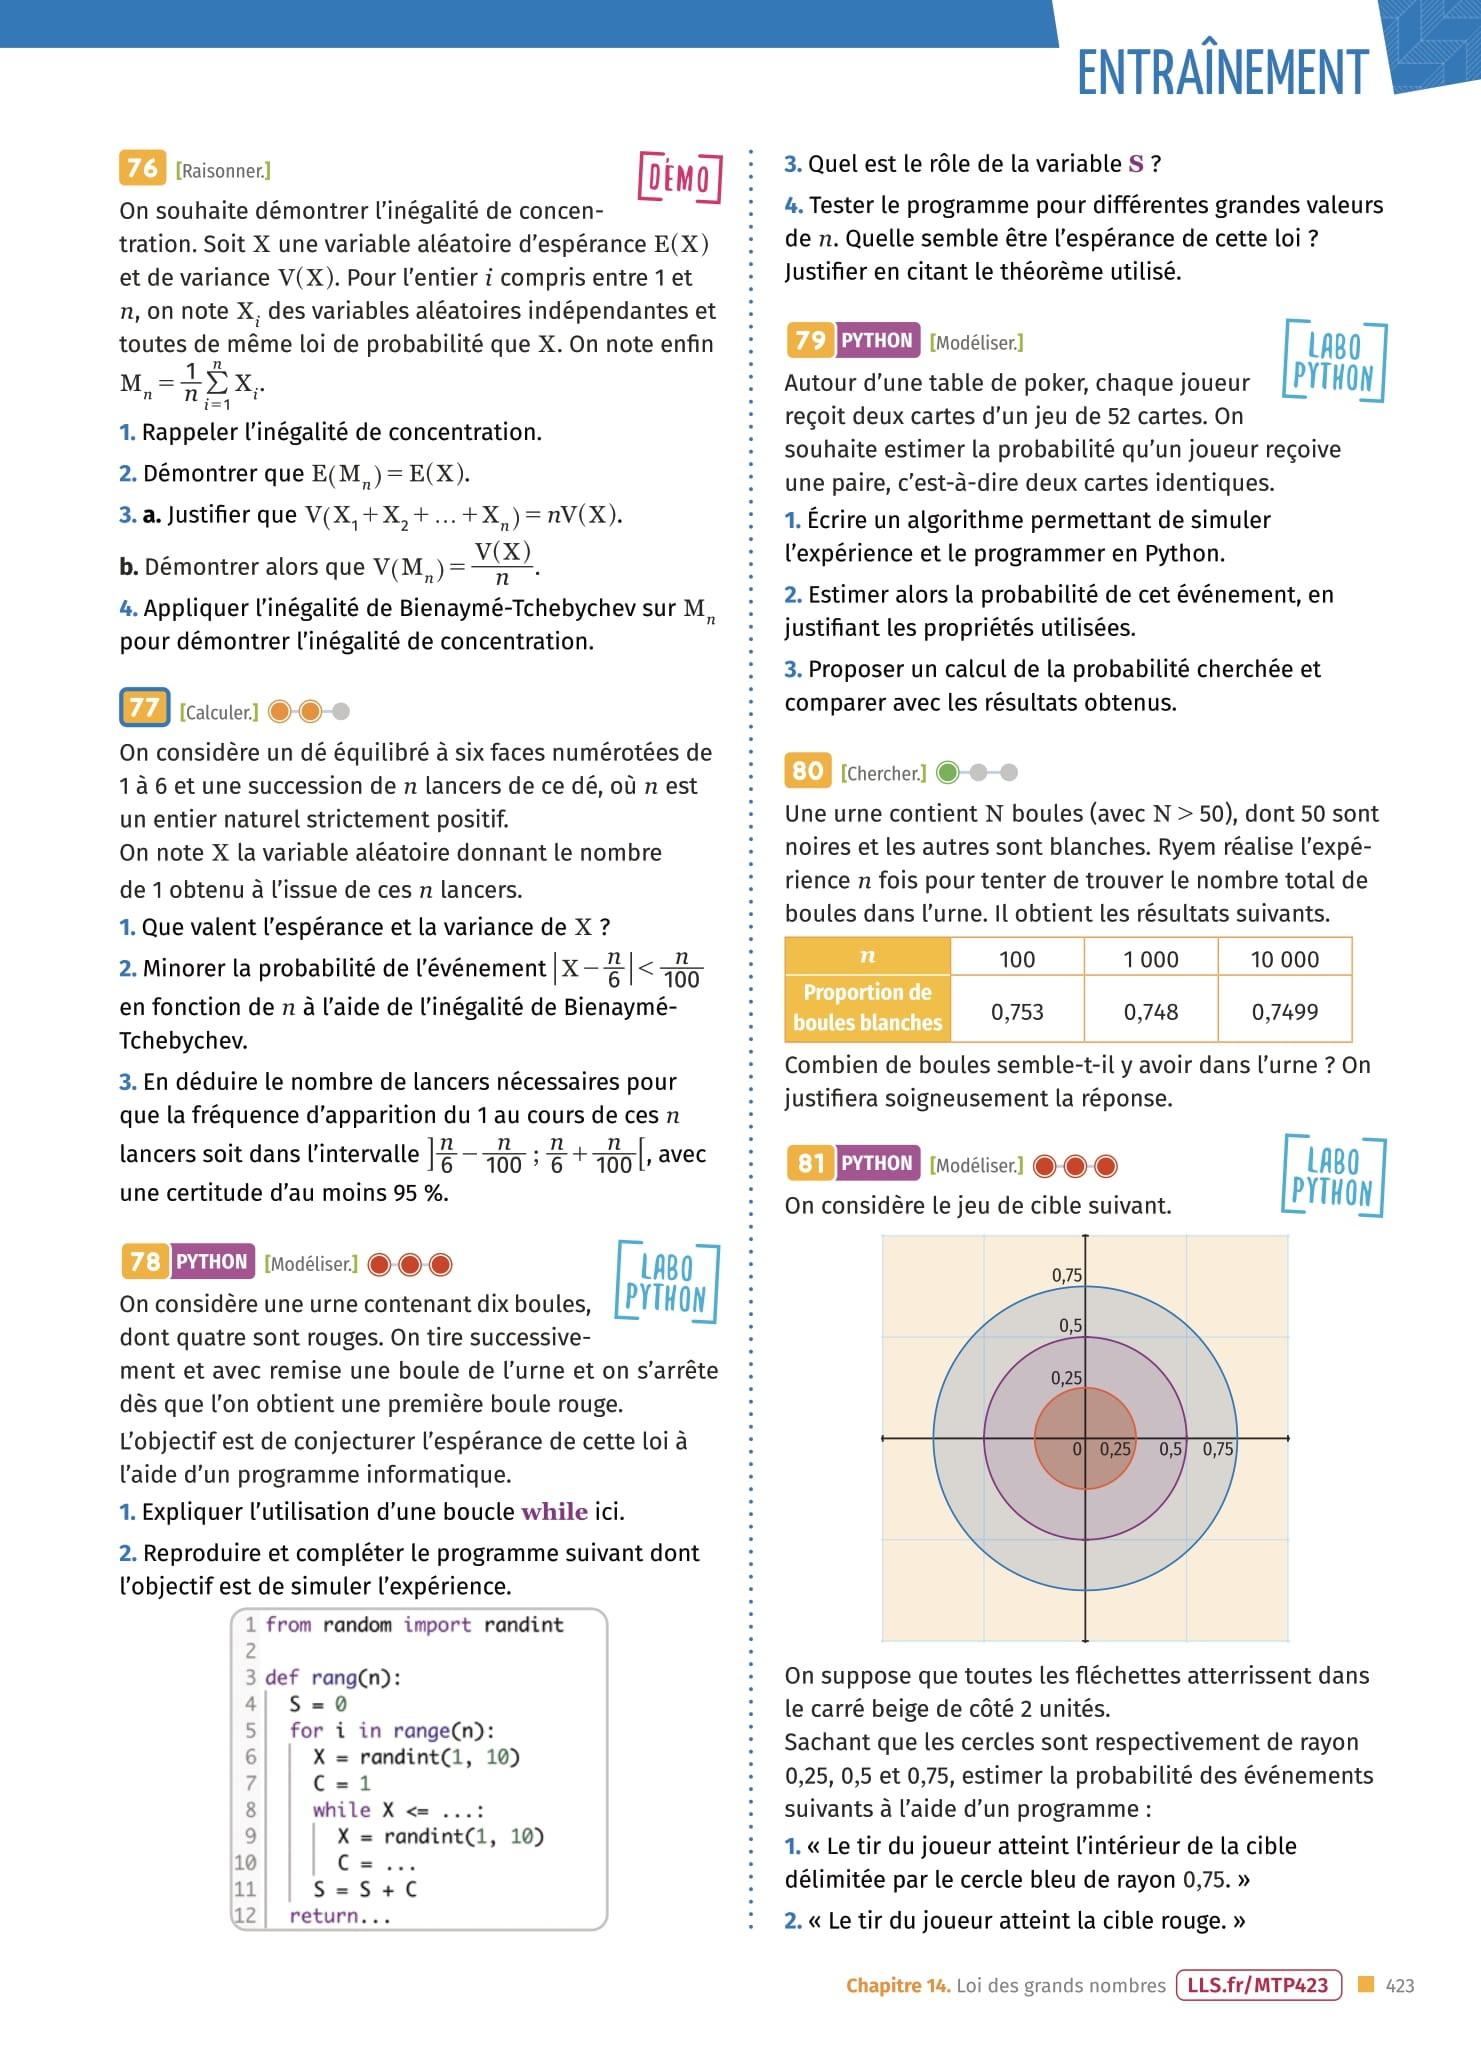 ENTRAÎNEMENT
76 [Raisonner.]
DÉMO
On souhaite démontrer l'inégalité de concen-
tration. Soit X une variable aléatoire d'espérance E(X)
et de variance V(X). Pour l'entier i compris entre 1 et
n, on note Xᵢ des variables aléatoires indépendantes et
toutes de même loi de probabilité que X. On note enfin
Mₙ = 1/n ∑ᵢ₌₁ⁿ Xᵢ.
1. Rappeler l'inégalité de concentration.
2. Démontrer que E(Mₙ) = E(X).
3. a. Justifier que V(X₁ + X₂ + … + Xₙ) = nV(X).
b. Démontrer alors que V(Mₙ) = V(X)/n.
4. Appliquer l'inégalité de Bienaymé-Tchebychev sur Mₙ
pour démontrer l'inégalité de concentration.
77 [Calculer.]
On considère un dé équilibré à six faces numérotées de
1 à 6 et une succession de n lancers de ce dé, où n est
un entier naturel strictement positif.
On note X la variable aléatoire donnant le nombre
de 1 obtenu à l'issue de ces n lancers.
1. Que valent l'espérance et la variance de X ?
2. Minorer la probabilité de l'événement |X − n/6| < n/100
en fonction de n à l'aide de l'inégalité de Bienaymé-
Tchebychev.
3. En déduire le nombre de lancers nécessaires pour
que la fréquence d'apparition du 1 au cours de ces n
lancers soit dans l'intervalle ]n/6 − n/100 ; n/6 + n/100[, avec
une certitude d'au moins 95 %.
78 PYTHON [Modéliser.]
LABO
PYTHON
On considère une urne contenant dix boules,
dont quatre sont rouges. On tire successive-
ment et avec remise une boule de l'urne et on s'arrête
dès que l'on obtient une première boule rouge.
L'objectif est de conjecturer l'espérance de cette loi à
l'aide d'un programme informatique.
1. Expliquer l'utilisation d'une boucle while ici.
2. Reproduire et compléter le programme suivant dont
l'objectif est de simuler l'expérience.
1 from random import randint
2
3 def rang(n):
4 S = 0
5 for i in range(n):
6 X = randint(1, 10)
7 C = 1
8 while X <= ...:
9 X = randint(1, 10)
10 C = ...
11 S = S + C
12 return...
3. Quel est le rôle de la variable S ?
4. Tester le programme pour différentes grandes valeurs
de n. Quelle semble être l'espérance de cette loi ?
Justifier en citant le théorème utilisé.
79 PYTHON [Modéliser.]
LABO
PYTHON
Autour d'une table de poker, chaque joueur
reçoit deux cartes d'un jeu de 52 cartes. On
souhaite estimer la probabilité qu'un joueur reçoive
une paire, c'est-à-dire deux cartes identiques.
1. Écrire un algorithme permettant de simuler
l'expérience et le programmer en Python.
2. Estimer alors la probabilité de cet événement, en
justifiant les propriétés utilisées.
3. Proposer un calcul de la probabilité cherchée et
comparer avec les résultats obtenus.
80 [Chercher.]
Une urne contient N boules (avec N > 50), dont 50 sont
noires et les autres sont blanches. Ryem réalise l'expé-
rience n fois pour tenter de trouver le nombre total de
boules dans l'urne. Il obtient les résultats suivants.
n 100 1 000 10 000
Proportion de
boules blanches 0,753 0,748 0,7499
Combien de boules semble-t-il y avoir dans l'urne ? On
justifiera soigneusement la réponse.
81 PYTHON [Modéliser.]
LABO
PYTHON
On considère le jeu de cible suivant.
0,75
0,5
0,25
0 0,25 0,5 0,75
On suppose que toutes les fléchettes atterrissent dans
le carré beige de côté 2 unités.
Sachant que les cercles sont respectivement de rayon
0,25, 0,5 et 0,75, estimer la probabilité des événements
suivants à l'aide d'un programme :
1. « Le tir du joueur atteint l'intérieur de la cible
délimitée par le cercle bleu de rayon 0,75. »
2. « Le tir du joueur atteint la cible rouge. »
Chapitre 14. Loi des grands nombres LLS.fr/MTP423 423